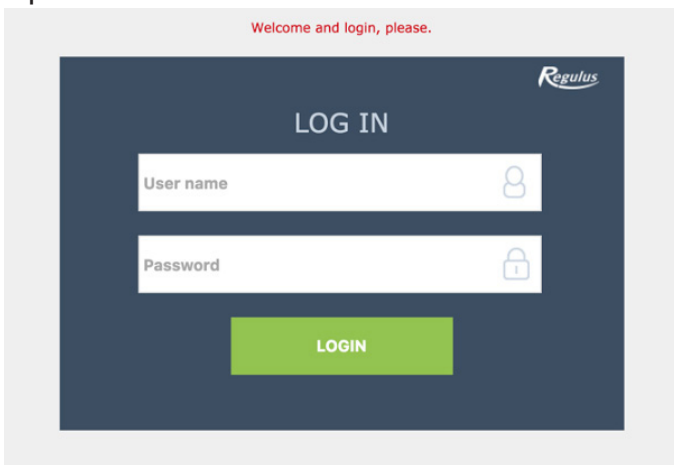 Welcome and login, please.
Regulus
LOG IN
User name
Password
LOGIN